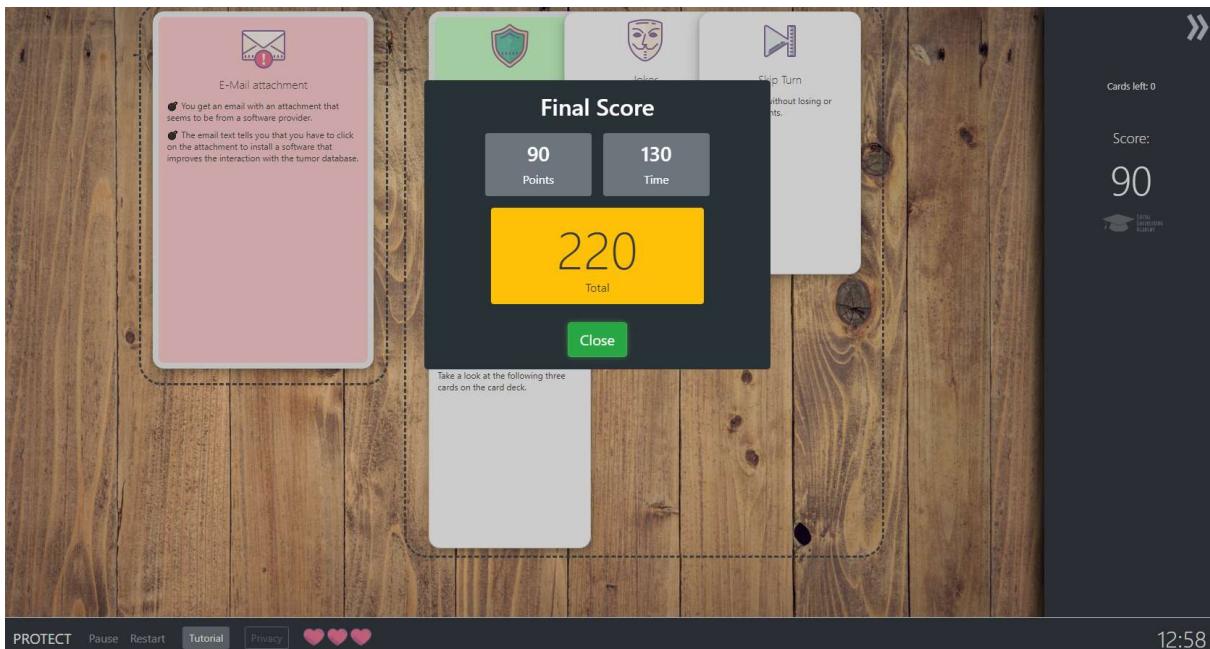 E-Mail attachment
You get an email with an attachment that
seems to be from a software provider.
The email text tells you that you have to click
on the attachment to install a software that
improves the interaction with the tumor database.
Joker
Skip Turn
without losing or
Final Score
90
Points
130
Time
220
Total
Close
Take a look at the following three
cards on the card deck.
Cards left: 0
Score:
90
Social
Engineering
Academy
PROTECT Pause Restart Tutorial Privacy
12:58